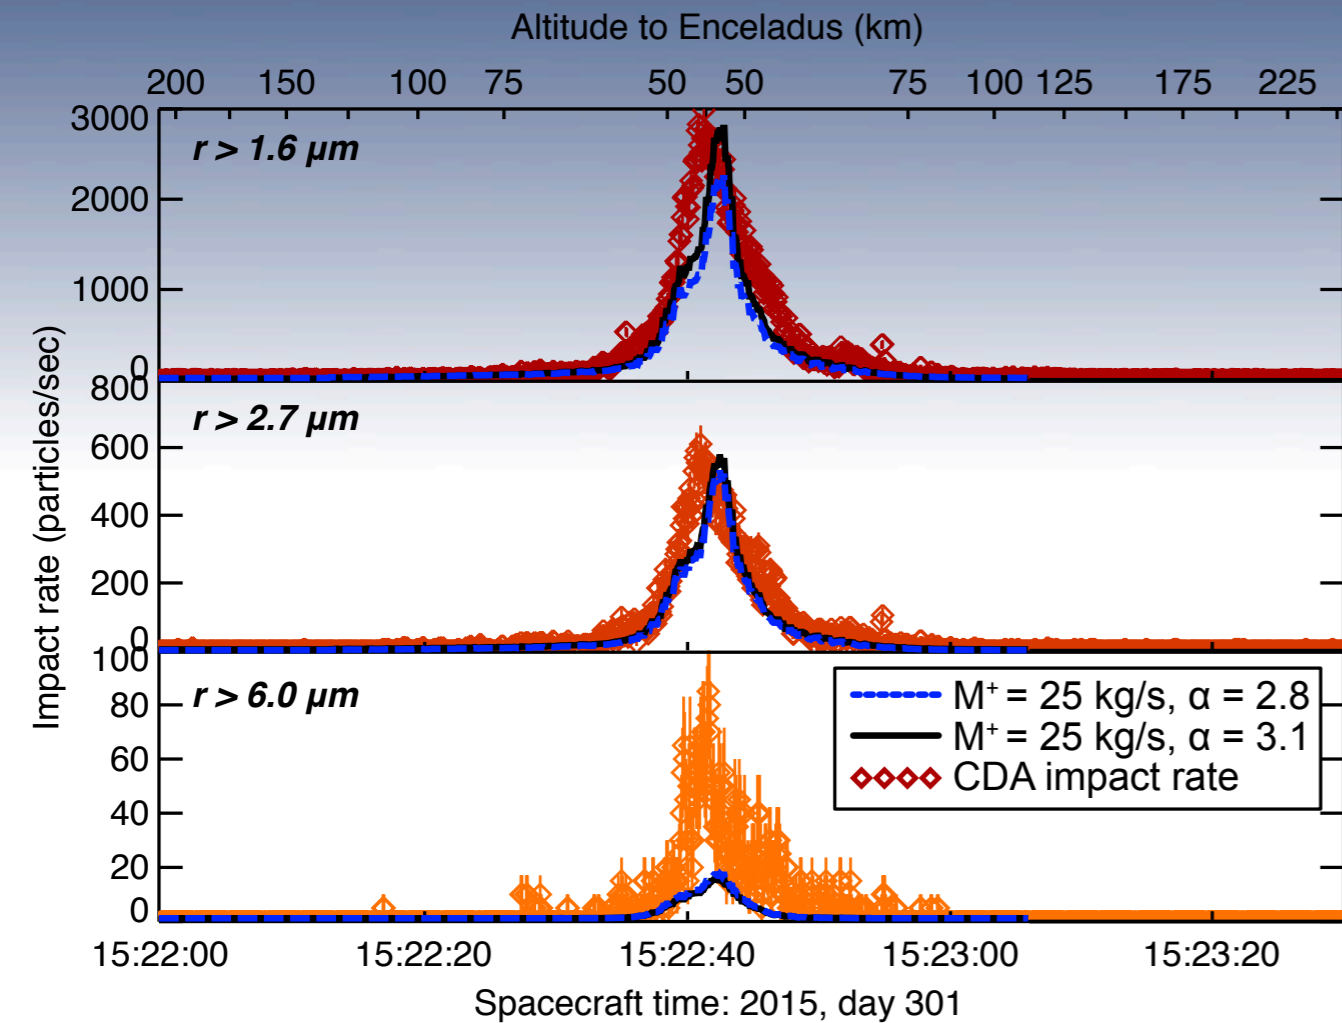 Altitude to Enceladus (km)
200 150 100 75 50 50 75 100 125 175 225
3000
r > 1.6 μm
2000
1000
0
800
r > 2.7 μm
600
400
200
0
100
r > 6.0 μm
80
60
40
20
0
Impact rate (particles/sec)
M⁺ = 25 kg/s, α = 2.8
M⁺ = 25 kg/s, α = 3.1
CDA impact rate
15:22:00 15:22:20 15:22:40 15:23:00 15:23:20
Spacecraft time: 2015, day 301